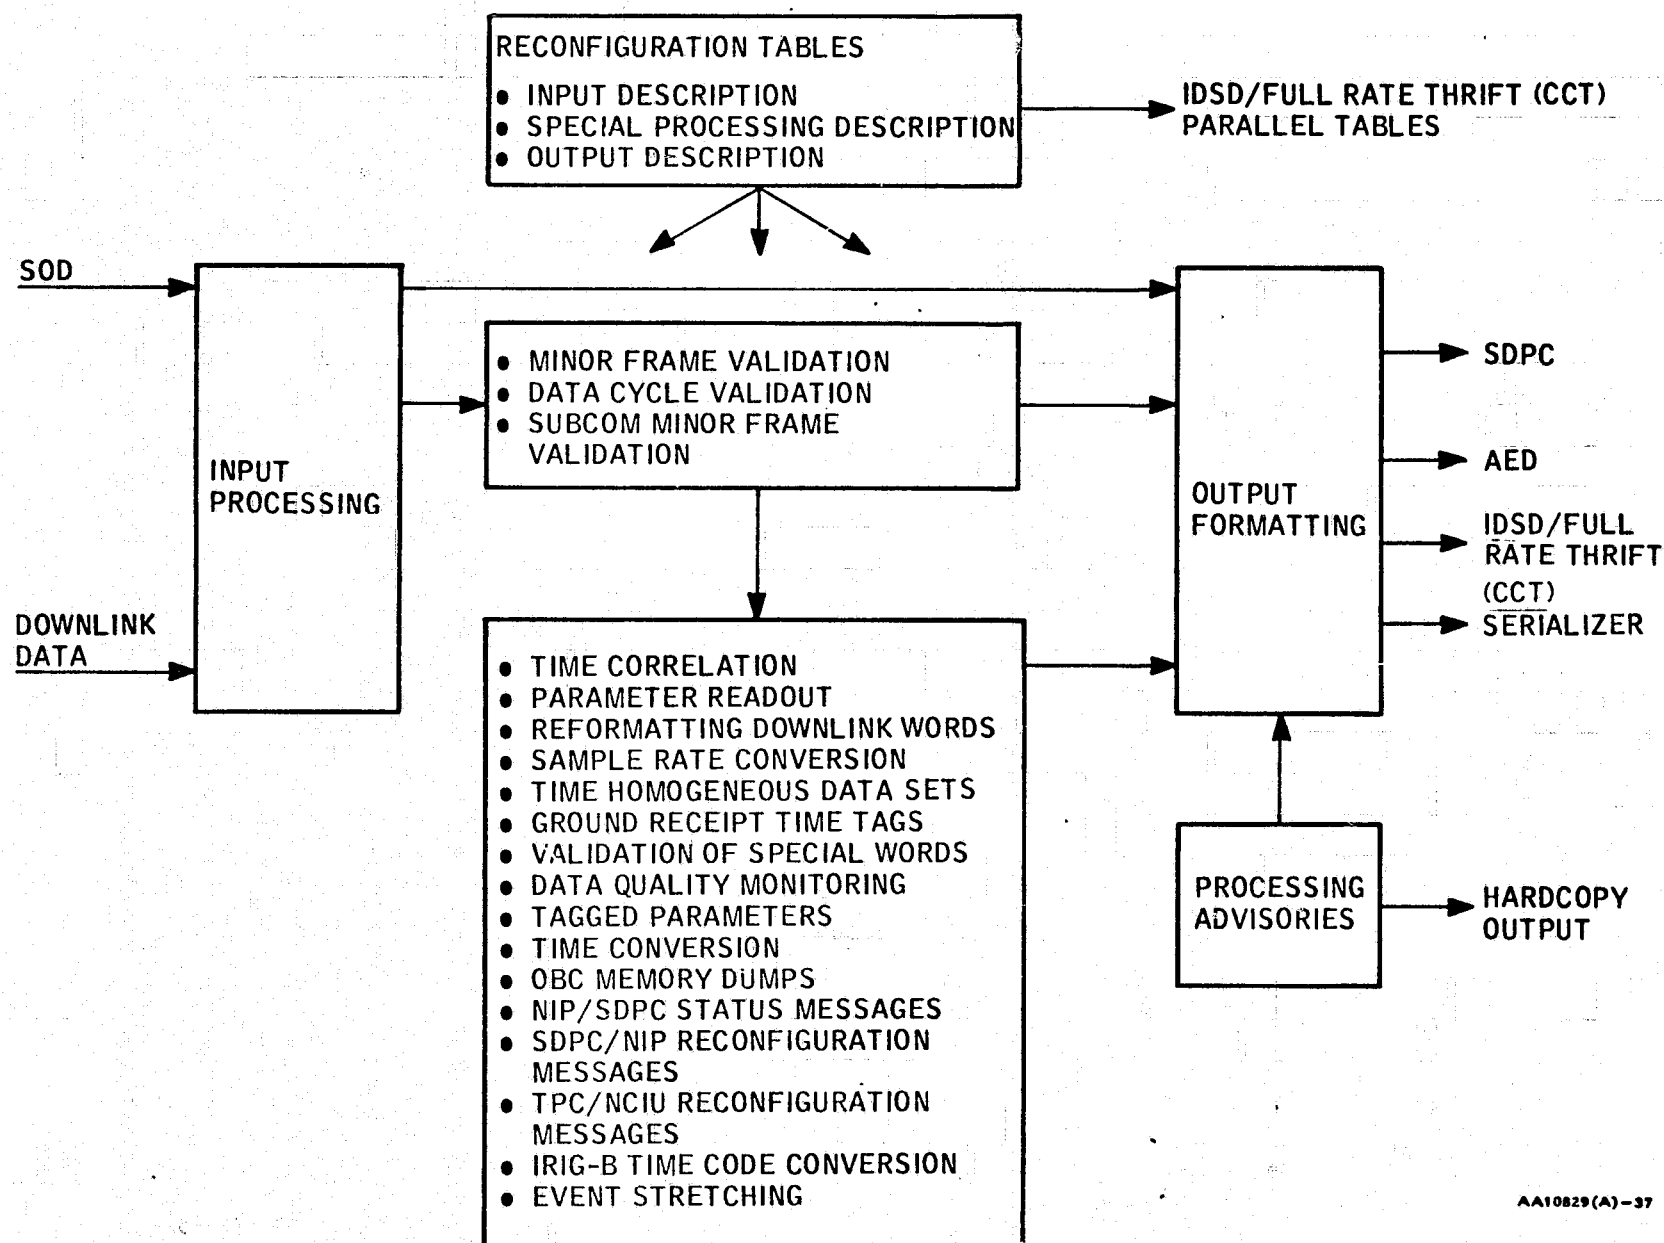 RECONFIGURATION TABLES
• INPUT DESCRIPTION
• SPECIAL PROCESSING DESCRIPTION
• OUTPUT DESCRIPTION
IDSD/FULL RATE THRIFT (CCT)
PARALLEL TABLES
SOD
DOWNLINK
DATA
INPUT
PROCESSING
• MINOR FRAME VALIDATION
• DATA CYCLE VALIDATION
• SUBCOM MINOR FRAME
VALIDATION
• TIME CORRELATION
• PARAMETER READOUT
• REFORMATTING DOWNLINK WORDS
• SAMPLE RATE CONVERSION
• TIME HOMOGENEOUS DATA SETS
• GROUND RECEIPT TIME TAGS
• VALIDATION OF SPECIAL WORDS
• DATA QUALITY MONITORING
• TAGGED PARAMETERS
• TIME CONVERSION
• OBC MEMORY DUMPS
• NIP/SDPC STATUS MESSAGES
• SDPC/NIP RECONFIGURATION
MESSAGES
• TPC/NCIU RECONFIGURATION
MESSAGES
• IRIG-B TIME CODE CONVERSION
• EVENT STRETCHING
OUTPUT
FORMATTING
SDPC
AED
IDSD/FULL
RATE THRIFT
(CCT)
SERIALIZER
PROCESSING
ADVISORIES
HARDCOPY
OUTPUT
AA10829(A)-37